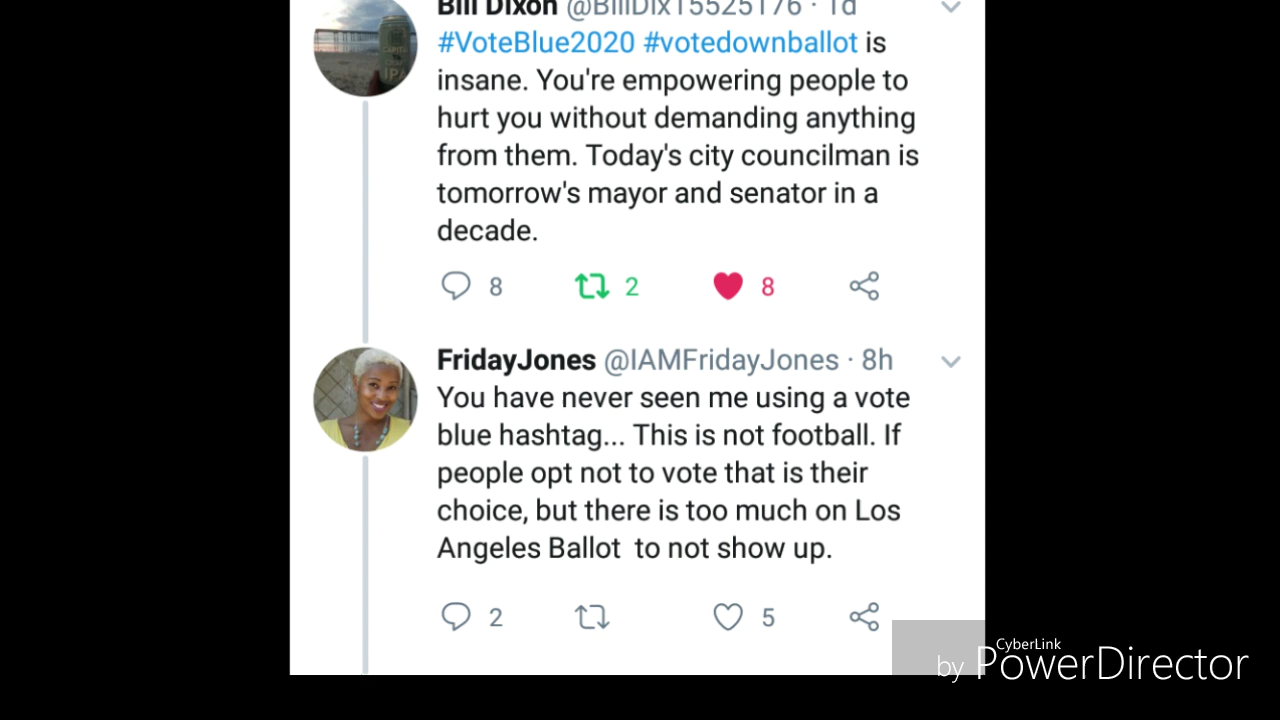 Bill Dixon @BillDix15525176 · 1d
#VoteBlue2020 #votedownballot is
insane. You're empowering people to
hurt you without demanding anything
from them. Today's city councilman is
tomorrow's mayor and senator in a
decade.
8 2 8
FridayJones @IAMFridayJones · 8h
You have never seen me using a vote
blue hashtag... This is not football. If
people opt not to vote that is their
choice, but there is too much on Los
Angeles Ballot to not show up.
2 5
CyberLink
by PowerDirector